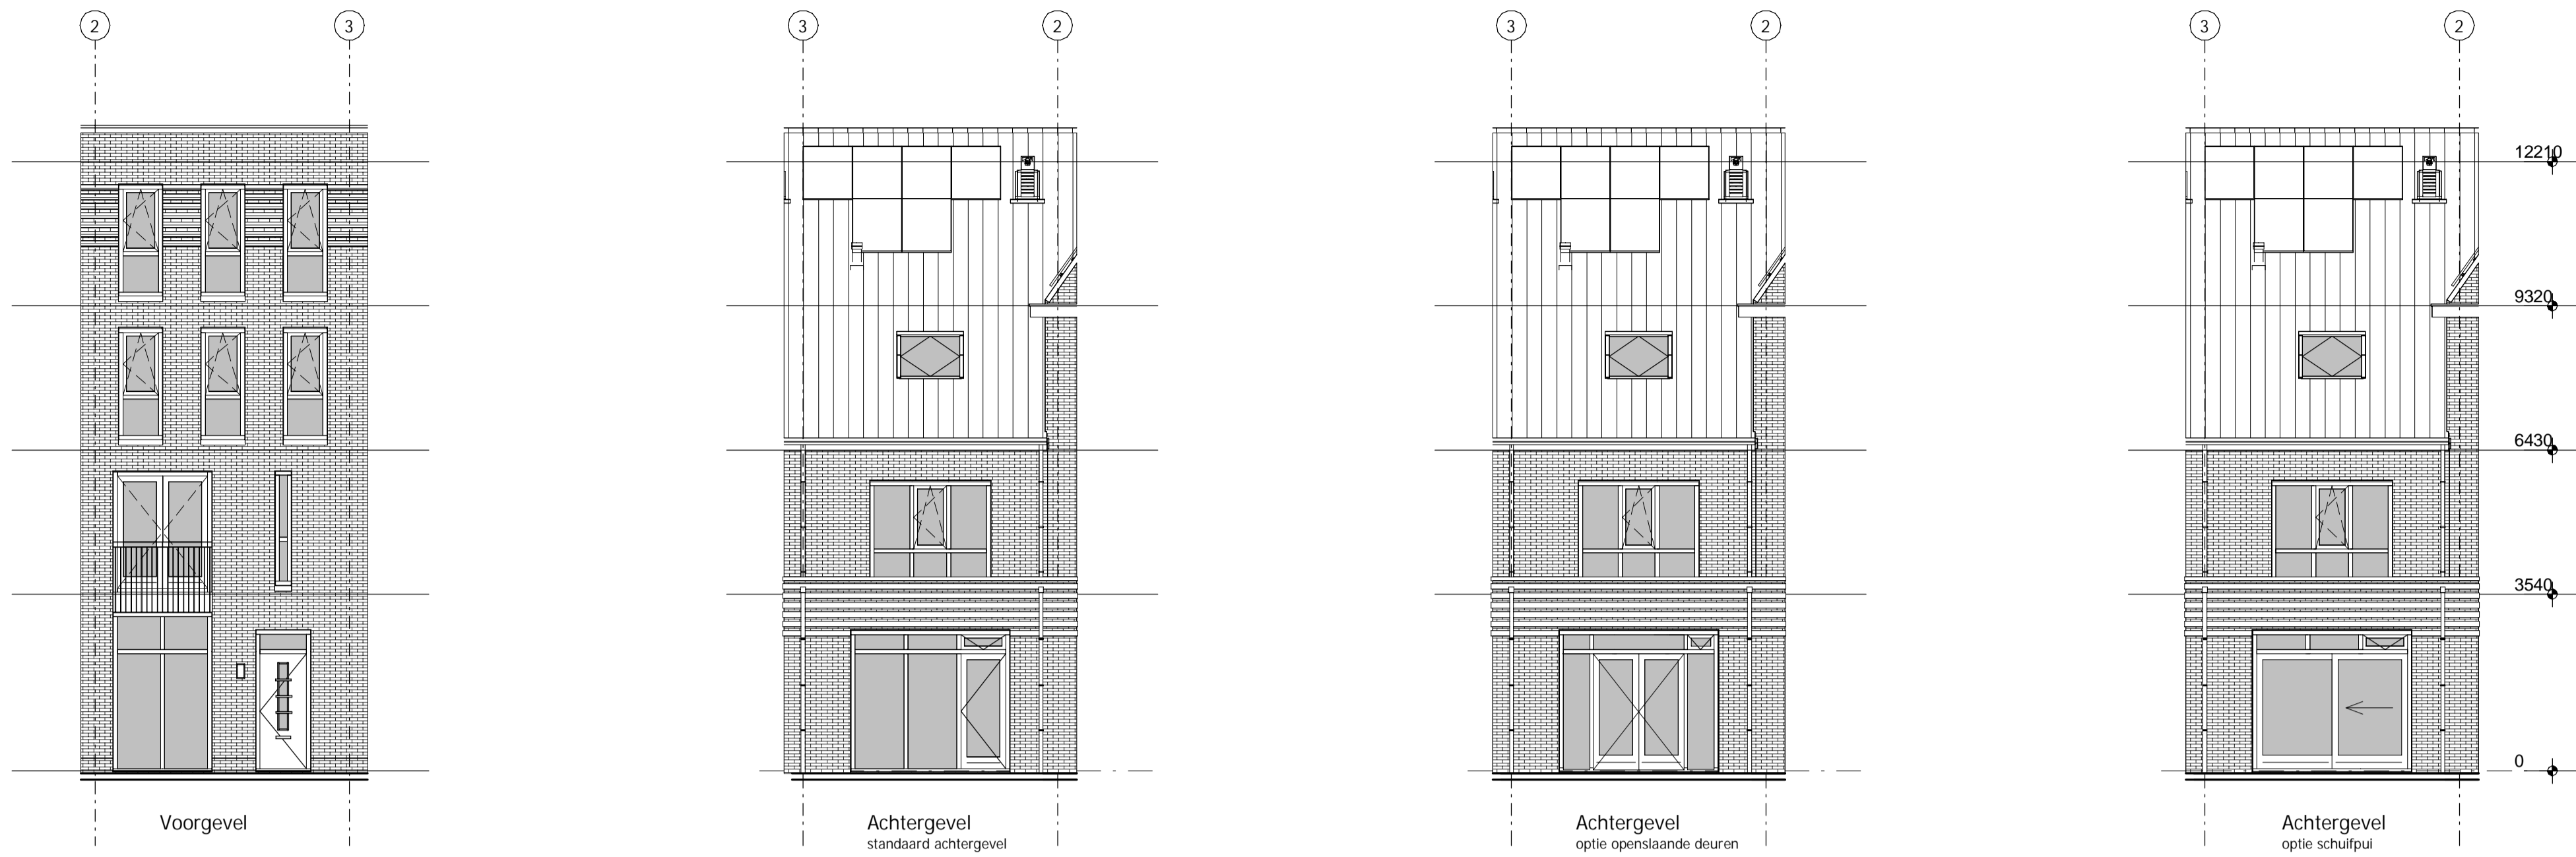 2
3
3
2
3
2
3
2
12210
9320
6430
3540
0
Voorgevel
Achtergevel
standaard achtergevel
Achtergevel
optie openslaande deuren
Achtergevel
optie schuifpui